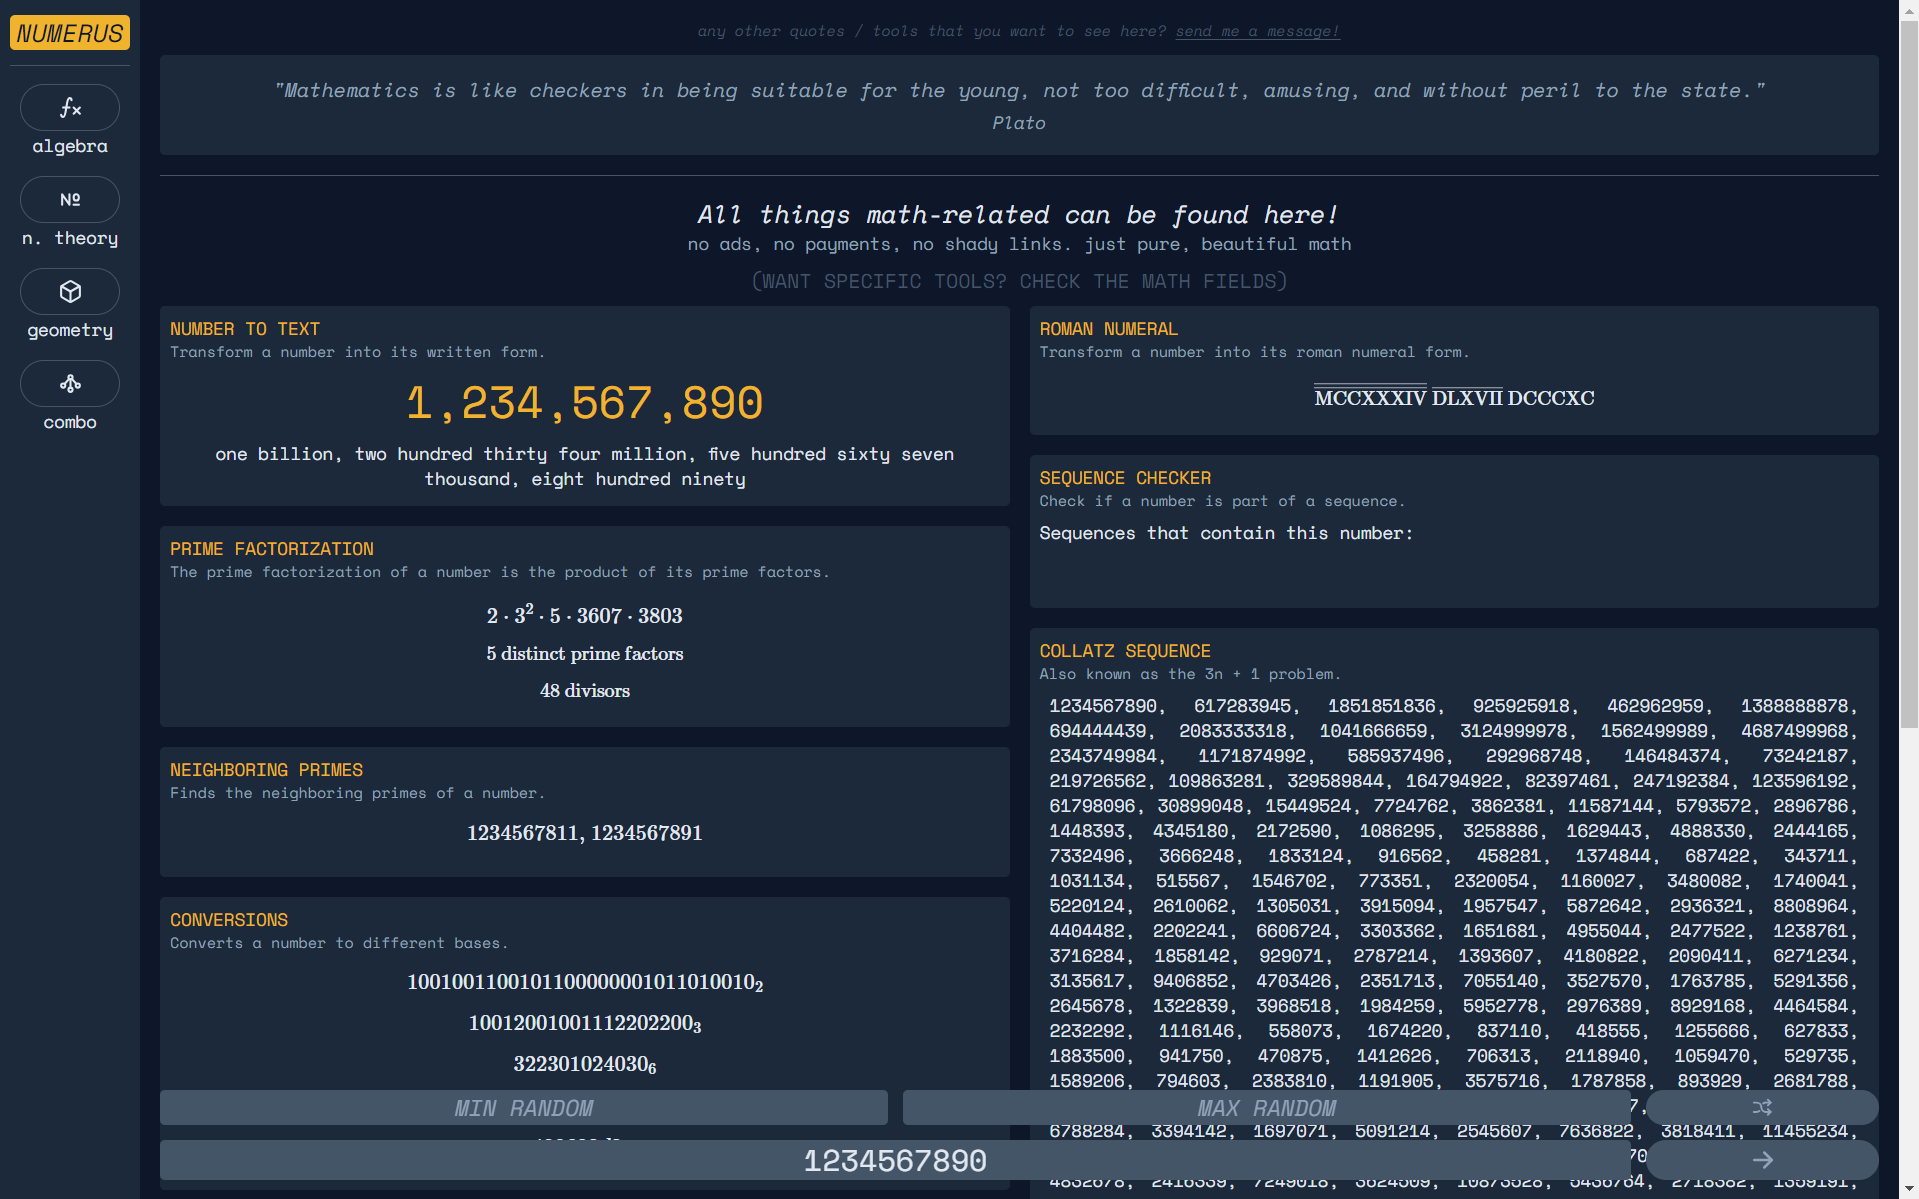 NUMERUS
algebra
Nº
n. theory
geometry
combo
any other quotes / tools that you want to see here? send me a message!
"Mathematics is like checkers in being suitable for the young, not too difficult, amusing, and without peril to the state."
Plato
All things math-related can be found here!
no ads, no payments, no shady links. just pure, beautiful math
(WANT SPECIFIC TOOLS? CHECK THE MATH FIELDS)
NUMBER TO TEXT
Transform a number into its written form.
1,234,567,890
one billion, two hundred thirty four million, five hundred sixty seven
thousand, eight hundred ninety
PRIME FACTORIZATION
The prime factorization of a number is the product of its prime factors.
2 · 3² · 5 · 3607 · 3803
5 distinct prime factors
48 divisors
NEIGHBORING PRIMES
Finds the neighboring primes of a number.
1234567811, 1234567891
CONVERSIONS
Converts a number to different bases.
1001001100101100000001011010010₂
10012001001112202200₃
322301024030₆
ROMAN NUMERAL
Transform a number into its roman numeral form.
MCCXXXIV DLXVII DCCCXC
SEQUENCE CHECKER
Check if a number is part of a sequence.
Sequences that contain this number:
COLLATZ SEQUENCE
Also known as the 3n + 1 problem.
1234567890, 617283945, 1851851836, 925925918, 462962959, 1388888878,
694444439, 2083333318, 1041666659, 3124999978, 1562499989, 4687499968,
2343749984, 1171874992, 585937496, 292968748, 146484374, 73242187,
219726562, 109863281, 329589844, 164794922, 82397461, 247192384, 123596192,
61798096, 30899048, 15449524, 7724762, 3862381, 11587144, 5793572, 2896786,
1448393, 4345180, 2172590, 1086295, 3258886, 1629443, 4888330, 2444165,
7332496, 3666248, 1833124, 916562, 458281, 1374844, 687422, 343711,
1031134, 515567, 1546702, 773351, 2320054, 1160027, 3480082, 1740041,
5220124, 2610062, 1305031, 3915094, 1957547, 5872642, 2936321, 8808964,
4404482, 2202241, 6606724, 3303362, 1651681, 4955044, 2477522, 1238761,
3716284, 1858142, 929071, 2787214, 1393607, 4180822, 2090411, 6271234,
3135617, 9406852, 4703426, 2351713, 7055140, 3527570, 1763785, 5291356,
2645678, 1322839, 3968518, 1984259, 5952778, 2976389, 8929168, 4464584,
2232292, 1116146, 558073, 1674220, 837110, 418555, 1255666, 627833,
1883500, 941750, 470875, 1412626, 706313, 2118940, 1059470, 529735,
1589206, 794603, 2383810, 1191905, 3575716, 1787858, 893929, 2681788,
6788284, 3394142, 1697071, 5091214, 2545607, 7636822, 3818411, 11455234,
4832678, 2416339, 7249018, 3624509, 10873528, 5436764, 2718382, 1359191,
MIN RANDOM
MAX RANDOM
1234567890